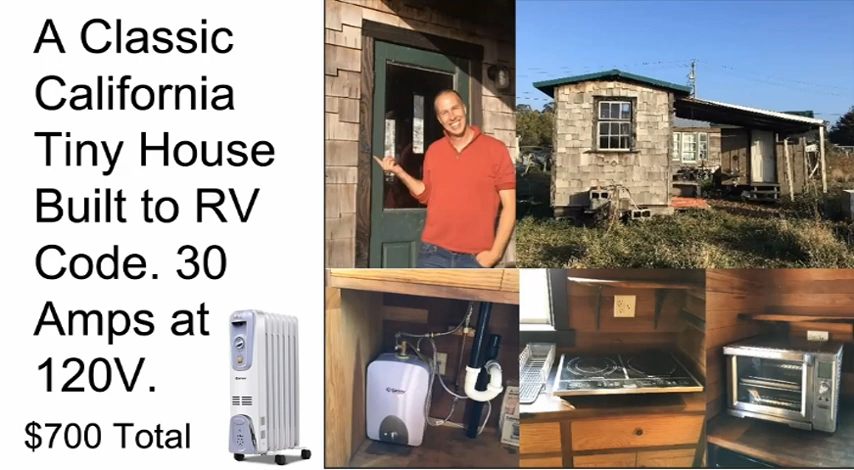 A Classic
California
Tiny House
Built to RV
Code. 30
Amps at
120V.
$700 Total